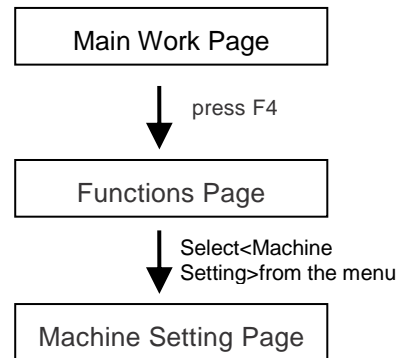 Main Work Page
press F4
Functions Page
Select<Machine
Setting>from the menu
Machine Setting Page